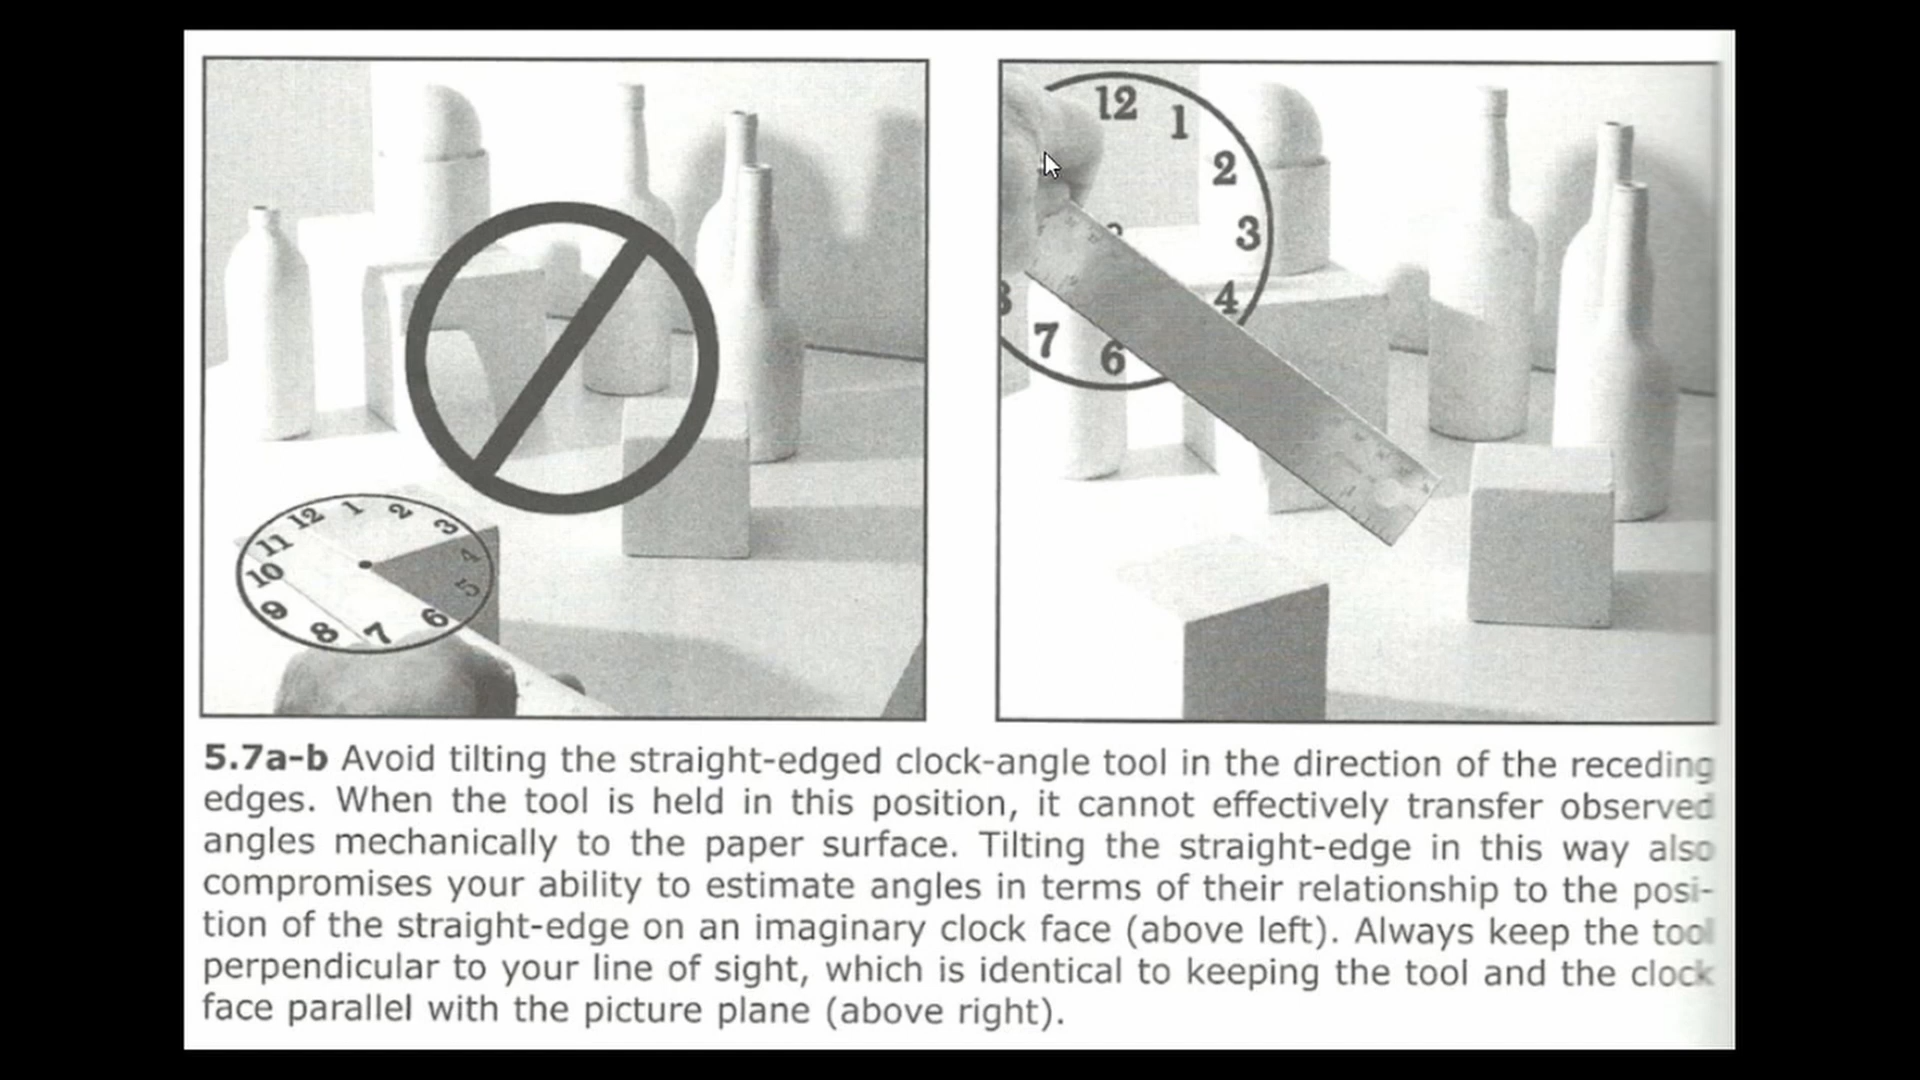 12
1
2
3
4
6
7
8
12
1
2
3
4
5
6
7
8
9
10
11
5.7a-b Avoid tilting the straight-edged clock-angle tool in the direction of the receding
edges. When the tool is held in this position, it cannot effectively transfer observed
angles mechanically to the paper surface. Tilting the straight-edge in this way also
compromises your ability to estimate angles in terms of their relationship to the posi-
tion of the straight-edge on an imaginary clock face (above left). Always keep the tool
perpendicular to your line of sight, which is identical to keeping the tool and the clock
face parallel with the picture plane (above right).